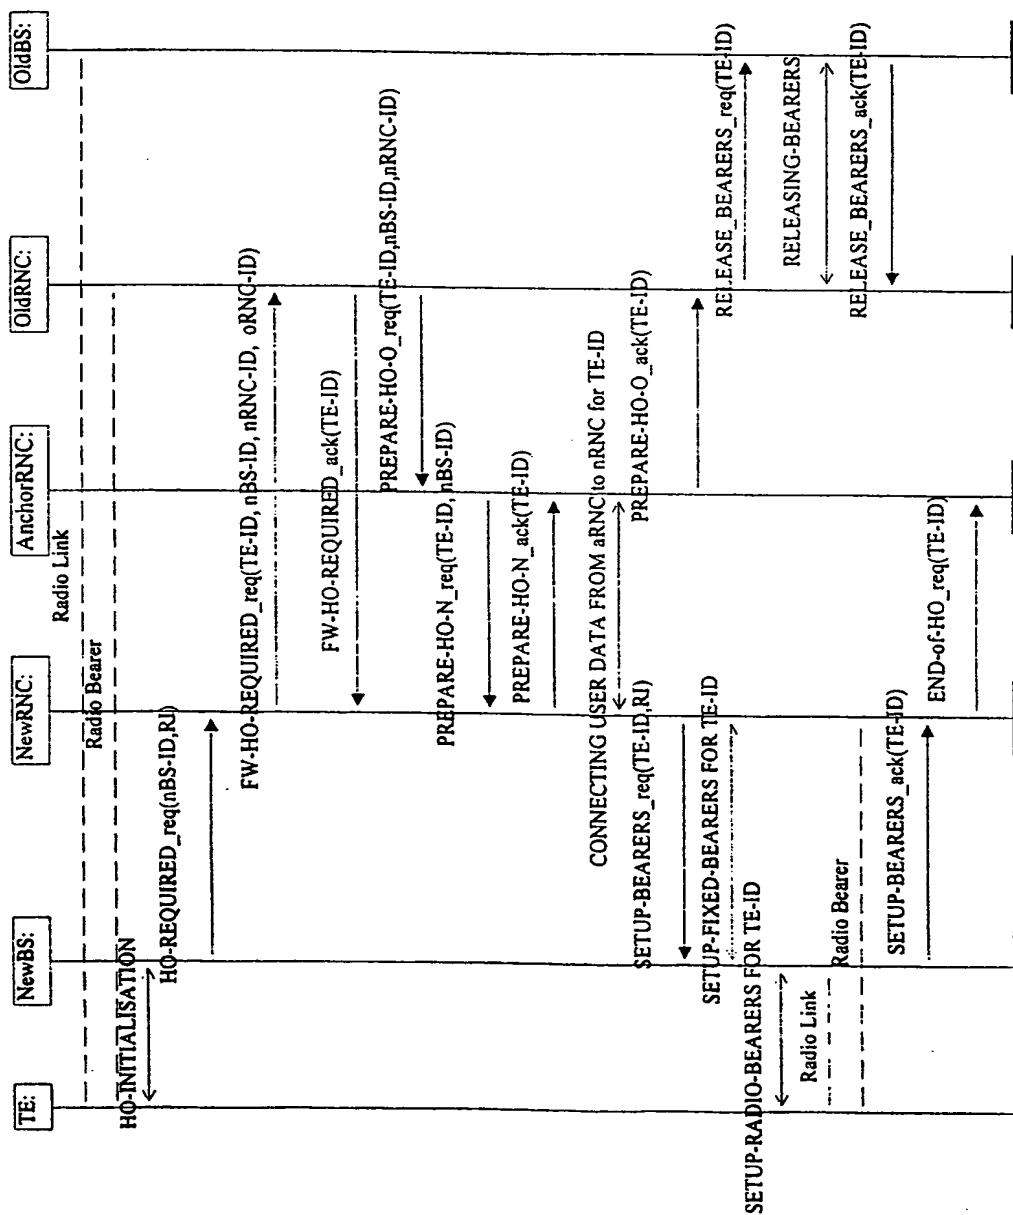 TE:
NewBS:
NewRNC:
AnchorRNC:
OldRNC:
OldBS:
Radio Link
Radio Bearer
HO-INITIALISATION
HO-REQUIRED_req(nBS-ID,RI)
FW-HO-REQUIRED_req(TE-ID, nBS-ID, nRNC-ID, oRNC-ID)
FW-HO-REQUIRED_ack(TE-ID)
PREPARE-HO-O_req(TE-ID,nBS-ID,nRNC-ID)
PREPARE-HO-N_req(TE-ID, nBS-ID)
PREPARE-HO-N_ack(TE-ID)
CONNECTING USER DATA FROM aRNC to nRNC for TE-ID
PREPARE-HO-O_ack(TE-ID)
SETUP-BEARERS_req(TE-ID,RI)
SETUP-FIXED-BEARERS FOR TE-ID
RELEASE_BEARERS_req(TE-ID)
SETUP-RADIO-BEARERS FOR TE-ID
RELEASING-BEARERS
Radio Link
Radio Bearer
RELEASE_BEARERS_ack(TE-ID)
SETUP-BEARERS_ack(TE-ID)
END-of-HO_req(TE-ID)